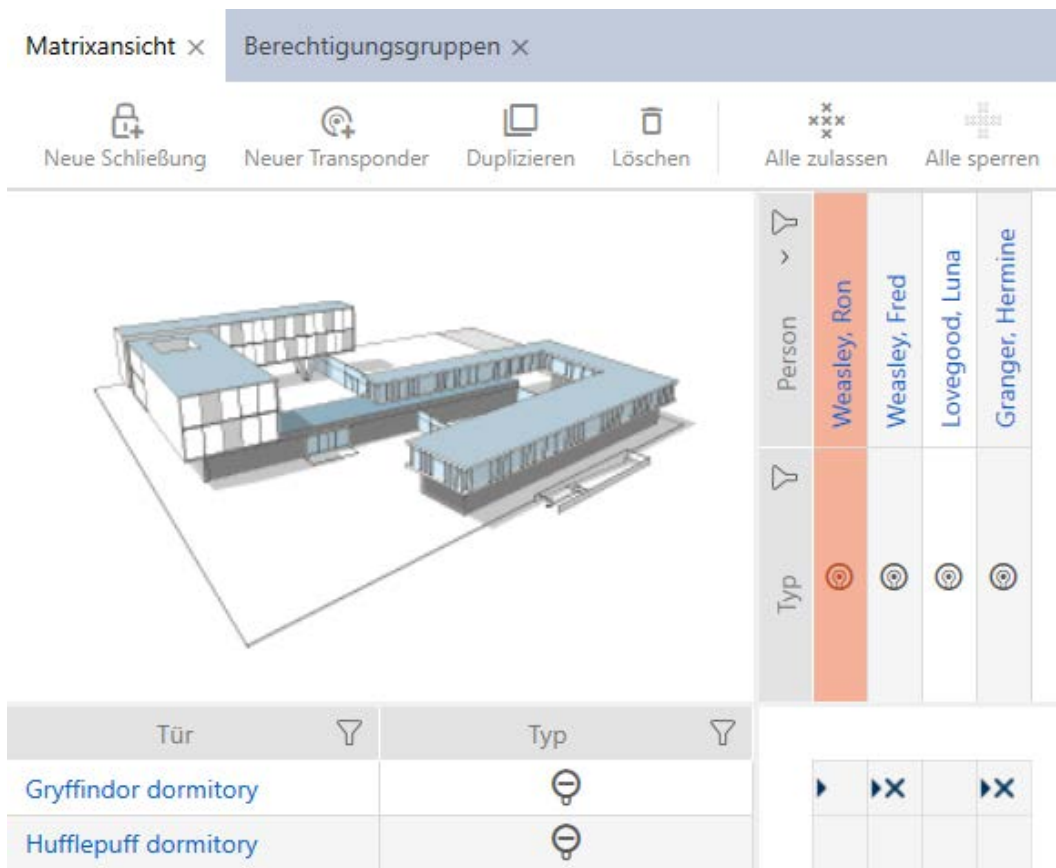 Matrixansicht × Berechtigungsgruppen ×
Neue Schließung Neuer Transponder Duplizieren Löschen Alle zulassen Alle sperren
Person Weasley, Ron Weasley, Fred Lovegood, Luna Granger, Hermine
Typ
Tür Typ
Gryffindor dormitory
Hufflepuff dormitory